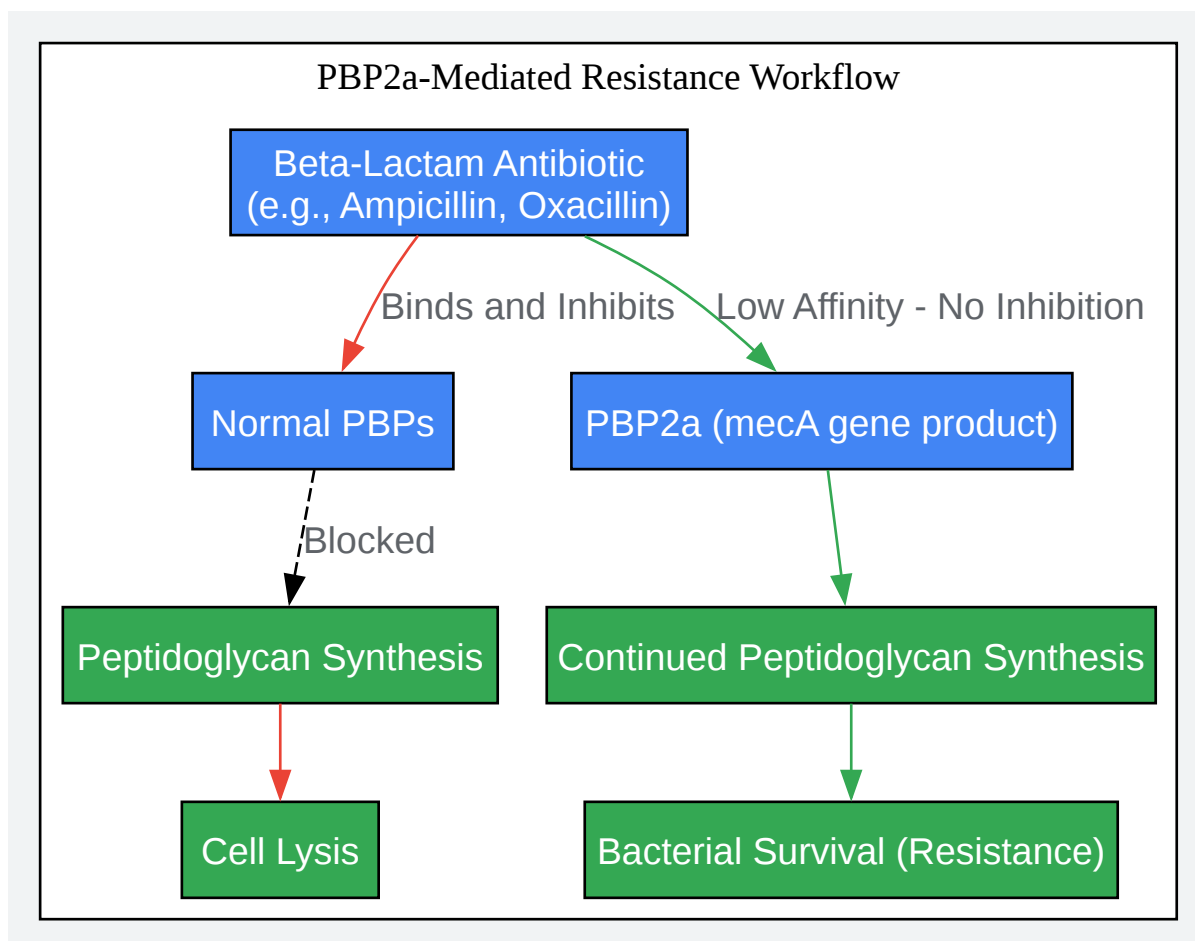 PBP2a-Mediated Resistance Workflow
Beta-Lactam Antibiotic
(e.g., Ampicillin, Oxacillin)
Binds and Inhibits
Low Affinity - No Inhibition
Normal PBPs
PBP2a (mecA gene product)
Blocked
Peptidoglycan Synthesis
Continued Peptidoglycan Synthesis
Cell Lysis
Bacterial Survival (Resistance)